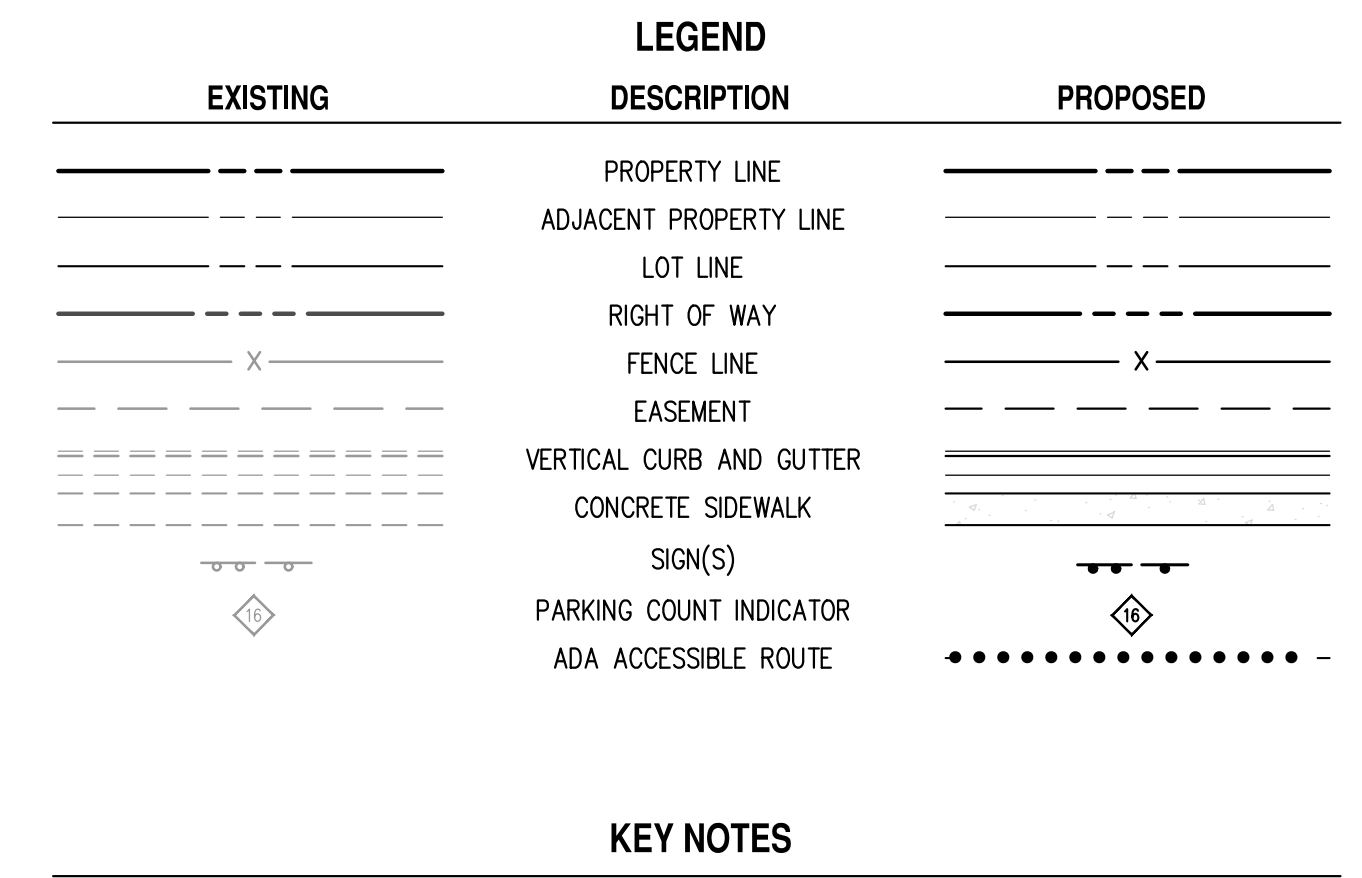 LEGEND
EXISTING DESCRIPTION PROPOSED
PROPERTY LINE
ADJACENT PROPERTY LINE
LOT LINE
RIGHT OF WAY
X FENCE LINE X
EASEMENT
VERTICAL CURB AND GUTTER
CONCRETE SIDEWALK
SIGN(S)
16 PARKING COUNT INDICATOR 16
ADA ACCESSIBLE ROUTE
KEY NOTES